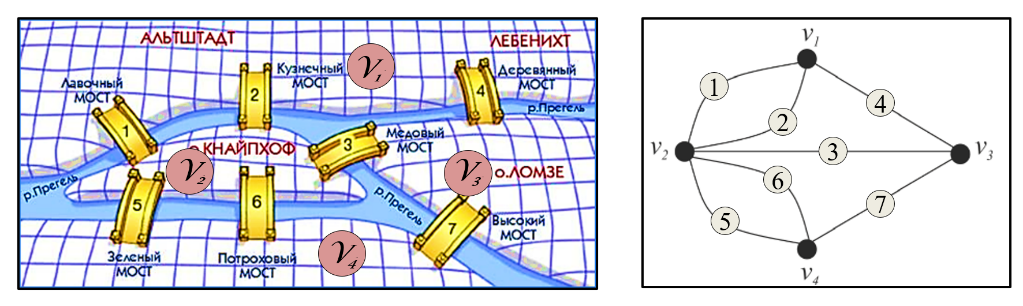 АЛЬТШТАДТ
ЛЕБЕНИХТ
Кузнечный
МОСТ
V₁
Деревянный
МОСТ
Лавочный
МОСТ
2
4
р.Прегель
1
Медовый
МОСТ
3
о.КНАЙПХОФ
V₂
V₃
о.ЛОМЗЕ
р.Прегель
5
6
р.Прегель
7
Высокий
МОСТ
Зеленый
МОСТ
Потроховый
МОСТ
V₄
v₁
1
4
2
v₂
3
v₃
6
5
7
v₄